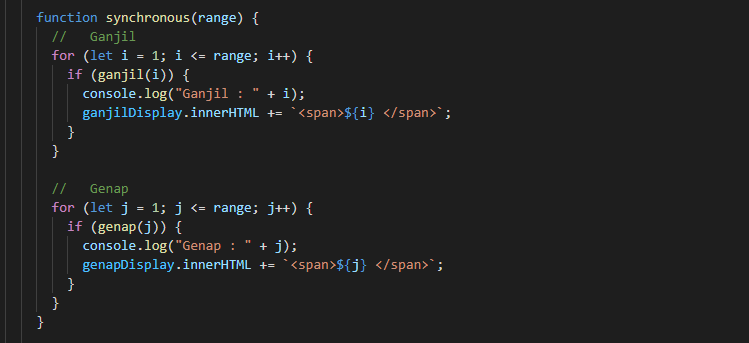 function synchronous(range) {
//   Ganjil
for (let i = 1; i <= range; i++) {
if (ganjil(i)) {
console.log("Ganjil : " + i);
ganjilDisplay.innerHTML += `<span>${i} </span>`;
}
}
//   Genap
for (let j = 1; j <= range; j++) {
if (genap(j)) {
console.log("Genap : " + j);
genapDisplay.innerHTML += `<span>${j} </span>`;
}
}
}